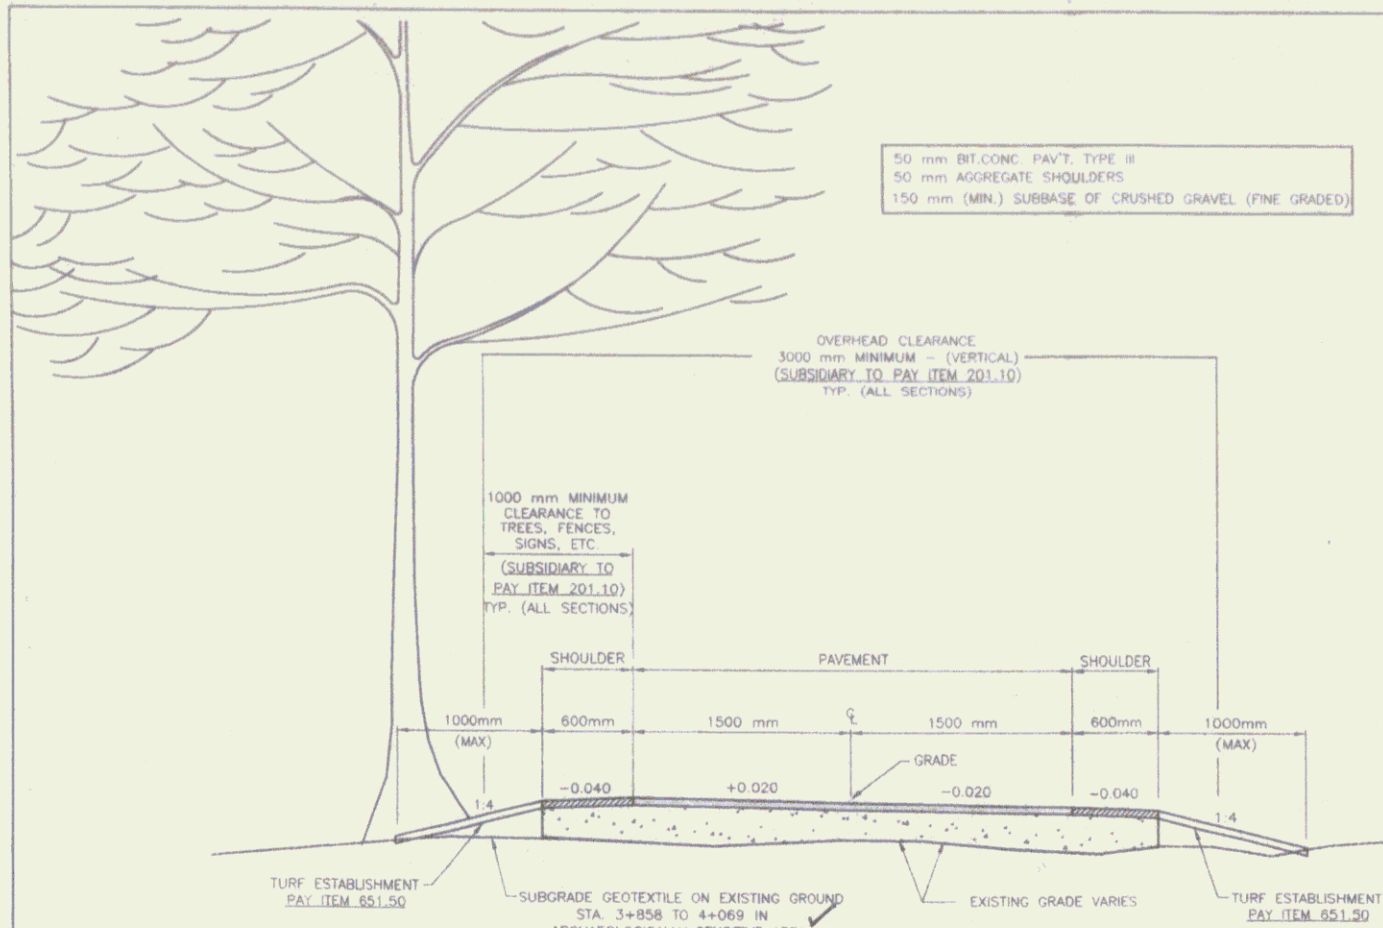 50 mm BIT.CONC. PAV'T. TYPE III
50 mm AGGREGATE SHOULDERS
150 mm (MIN.) SUBBASE OF CRUSHED GRAVEL (FINE GRADED)
OVERHEAD CLEARANCE
3000 mm MINIMUM - (VERTICAL)
(SUBSIDIARY TO PAY ITEM 201.10)
TYP. (ALL SECTIONS)
1000 mm MINIMUM
CLEARANCE TO
TREES, FENCES,
SIGNS, ETC.
(SUBSIDIARY TO
PAY ITEM 201.10)
TYP. (ALL SECTIONS)
SHOULDER PAVEMENT SHOULDER
1000mm 600mm 1500 mm ℄ 1500 mm 600mm 1000mm
(MAX) (MAX)
GRADE
-0.040 +0.020 -0.020 -0.040
1:4 1:4
TURF ESTABLISHMENT
PAY ITEM 651.50
SUBGRADE GEOTEXTILE ON EXISTING GROUND
STA. 3+858 TO 4+069 IN
EXISTING GRADE VARIES
TURF ESTABLISHMENT
PAY ITEM 651.50